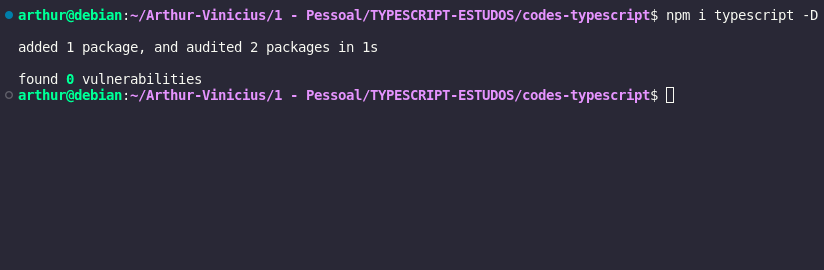 arthur@debian:~/Arthur-Vinicius/1 - Pessoal/TYPESCRIPT-ESTUDOS/codes-typescript$ npm i typescript -D
added 1 package, and audited 2 packages in 1s
found 0 vulnerabilities
arthur@debian:~/Arthur-Vinicius/1 - Pessoal/TYPESCRIPT-ESTUDOS/codes-typescript$